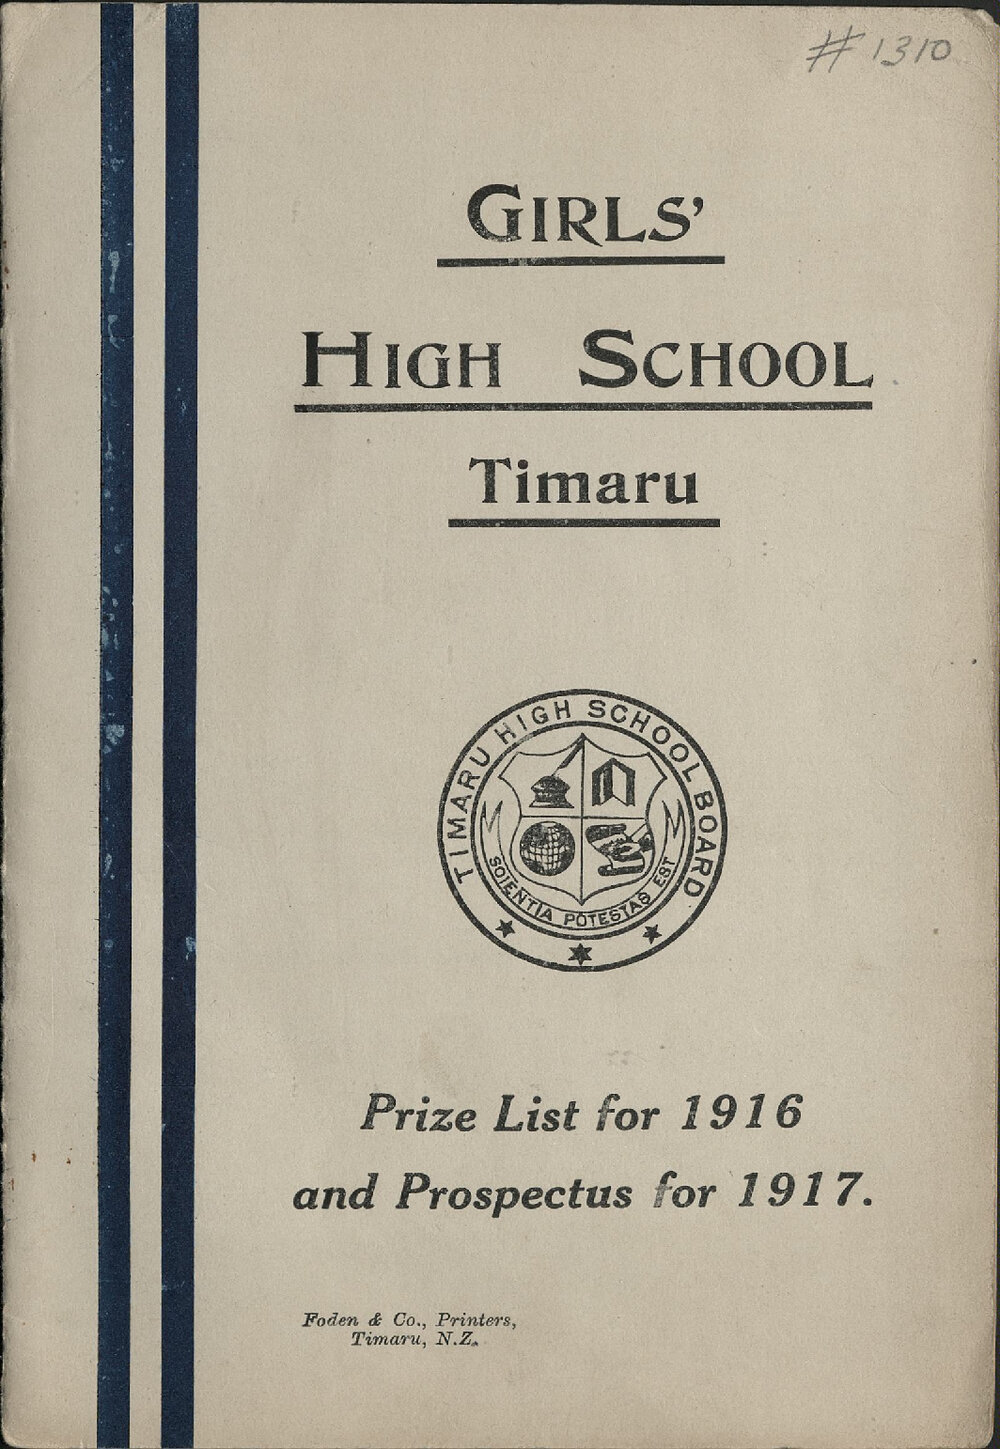 # 1310
GIRLS'
HIGH SCHOOL
Timaru
TIMARU HIGH SCHOOL BOARD
SCIENTIA POTESTAS EST
Prize List for 1916
and Prospectus for 1917.
Foden & Co., Printers,
Timaru, N.Z.